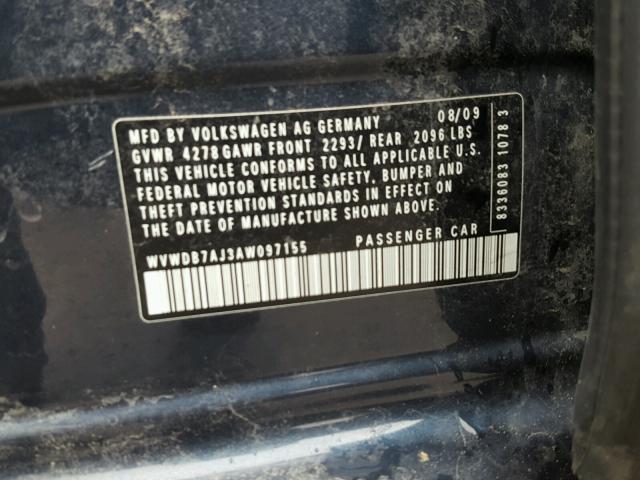 MFD BY VOLKSWAGEN AG GERMANY 08/09
GVWR 4278 GAWR FRONT 2293/ REAR 2096 LBS
THIS VEHICLE CONFORMS TO ALL APPLICABLE U.S.
FEDERAL MOTOR VEHICLE SAFETY, BUMPER AND
THEFT PREVENTION STANDARDS IN EFFECT ON
THE DATE OF MANUFACTURE SHOWN ABOVE.
WVWDB7AJ3AW097155 PASSENGER CAR
8336083 11078 3